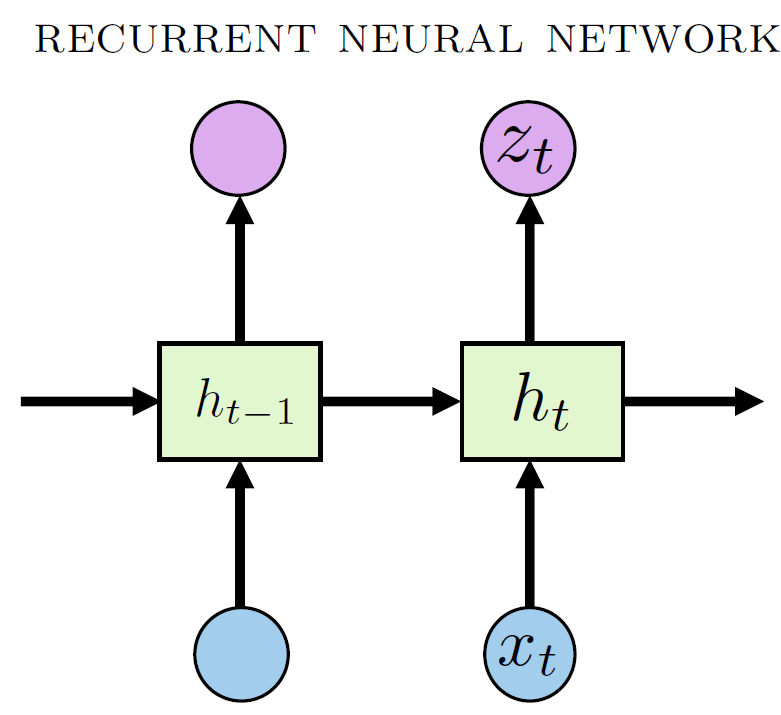 RECURRENT NEURAL NETWORK
z_t
h_{t-1} h_t
x_t